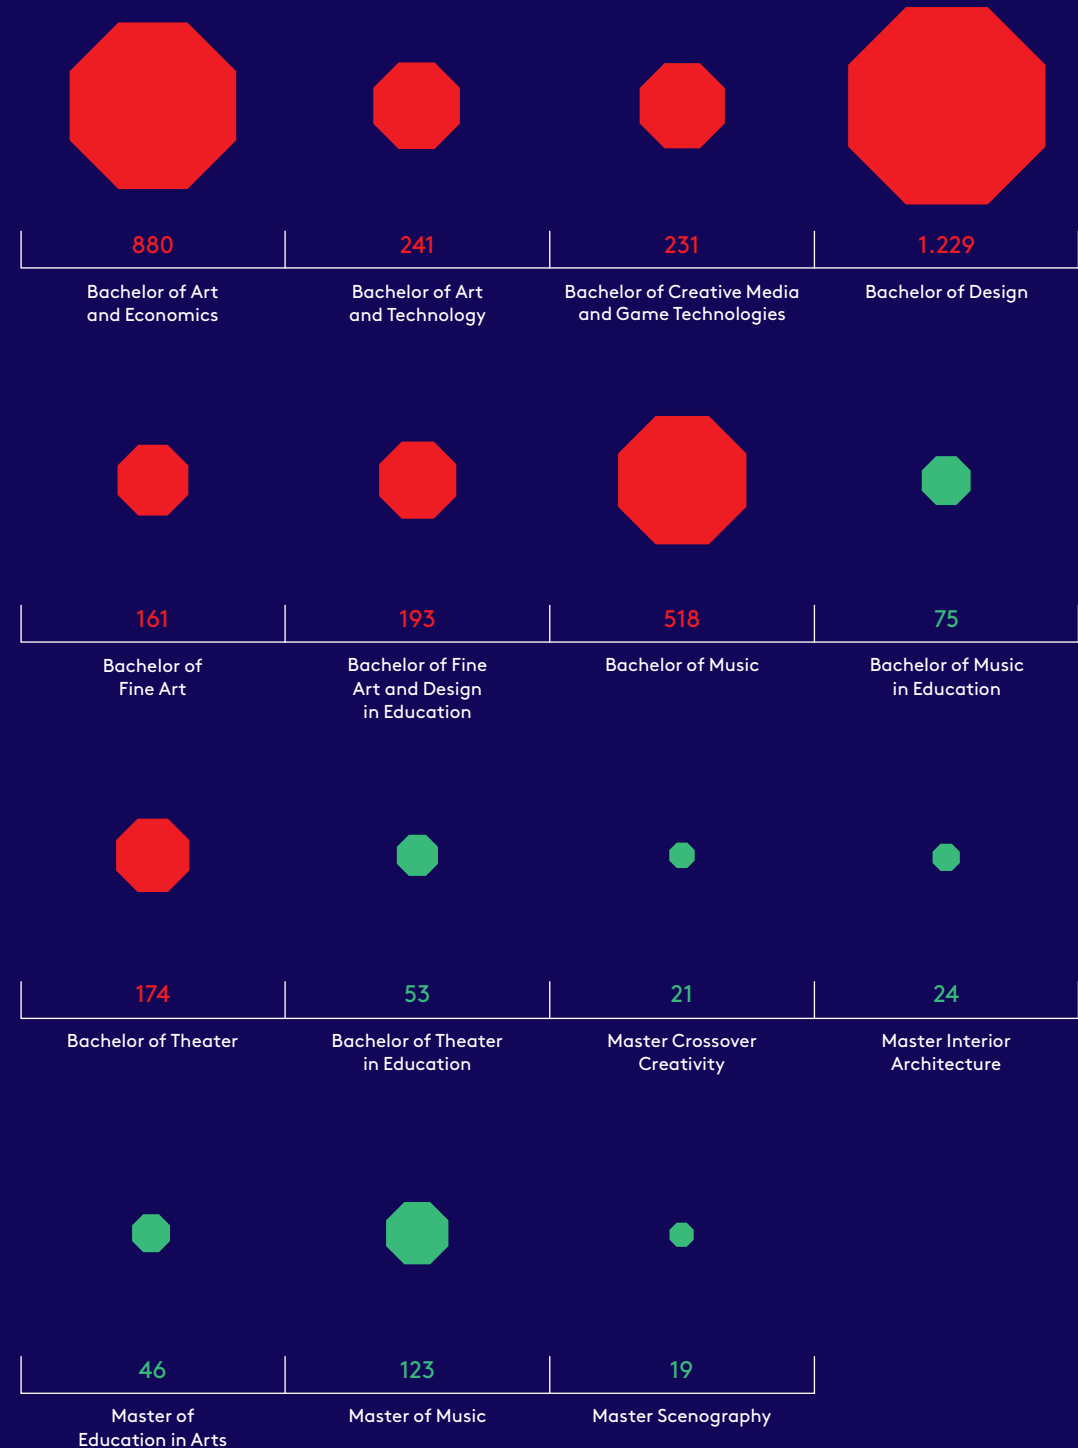 880
241
231
1.229
Bachelor of Art
and Economics
Bachelor of Art
and Technology
Bachelor of Creative Media
and Game Technologies
Bachelor of Design
161
193
518
75
Bachelor of
Fine Art
Bachelor of Fine
Art and Design
in Education
Bachelor of Music
Bachelor of Music
in Education
174
53
21
24
Bachelor of Theater
Bachelor of Theater
in Education
Master Crossover
Creativity
Master Interior
Architecture
46
123
19
Master of
Education in Arts
Master of Music
Master Scenography